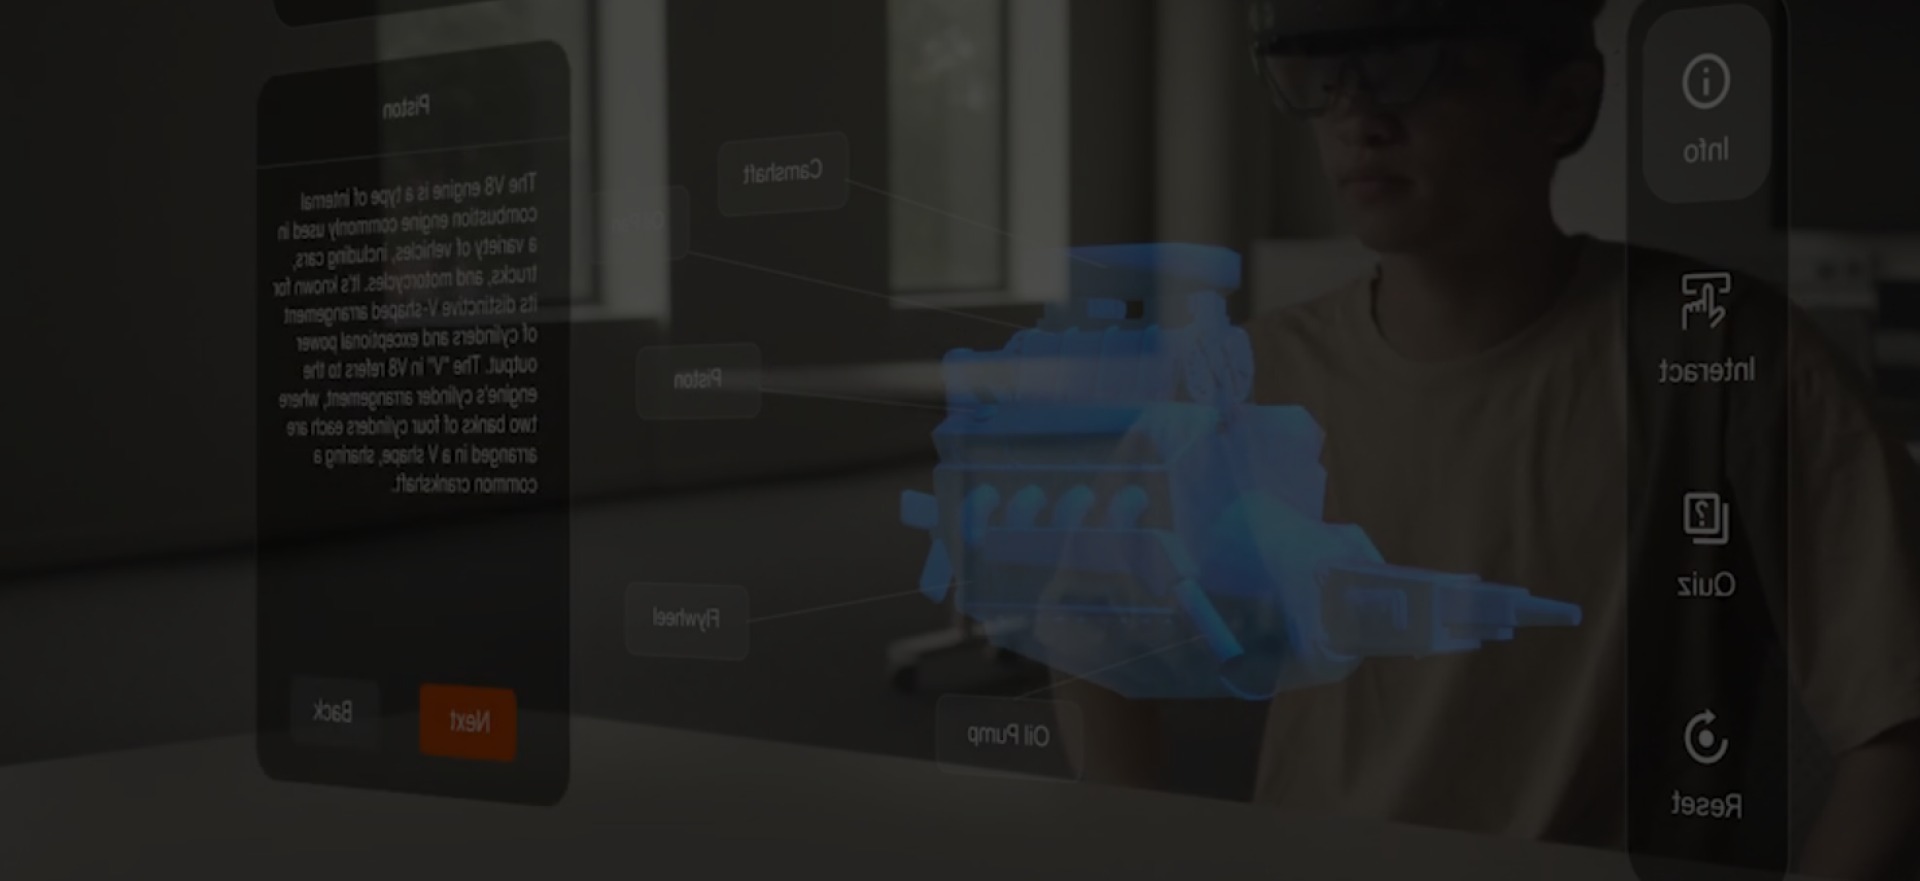 Piston
The V8 engine is a type of internal
combustion engine commonly used in
a variety of vehicles, including cars,
trucks, and motorcycles. It's known for
its distinctive V-shaped arrangement
of cylinders and exceptional power
output. The "V" in V8 refers to the
engine's cylinder arrangement, where
two banks of four cylinders each are
arranged in a V shape, sharing a
common crankshaft.
Back
Next
Camshaft
Piston
Flywheel
Oil Pump
Info
Interact
Quiz
Reset